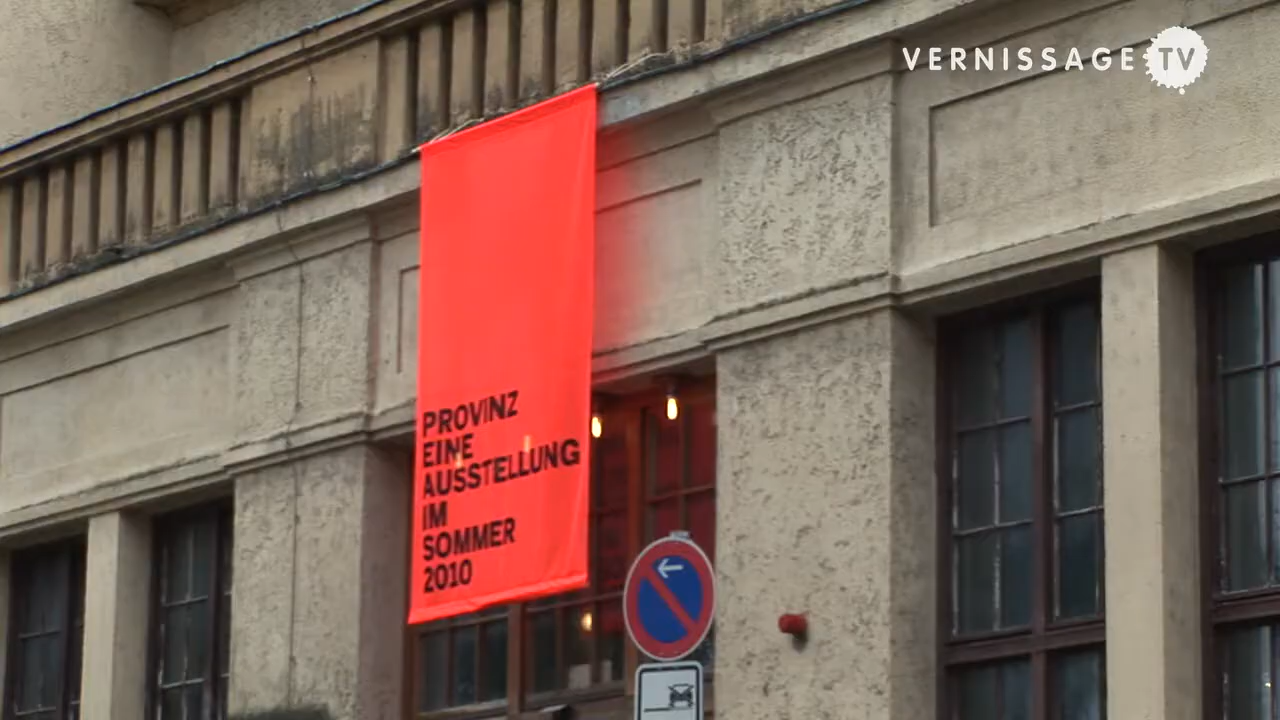 VERNISSAGE TV
PROVINZ
EINE
AUSSTELLUNG
IM
SOMMER
2010